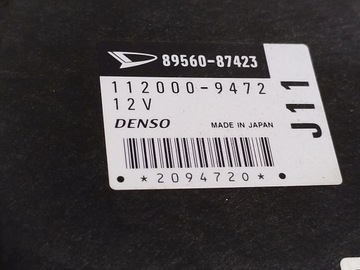 89560-87423
112000-9472
12V
DENSO MADE IN JAPAN
*2094720*
J11